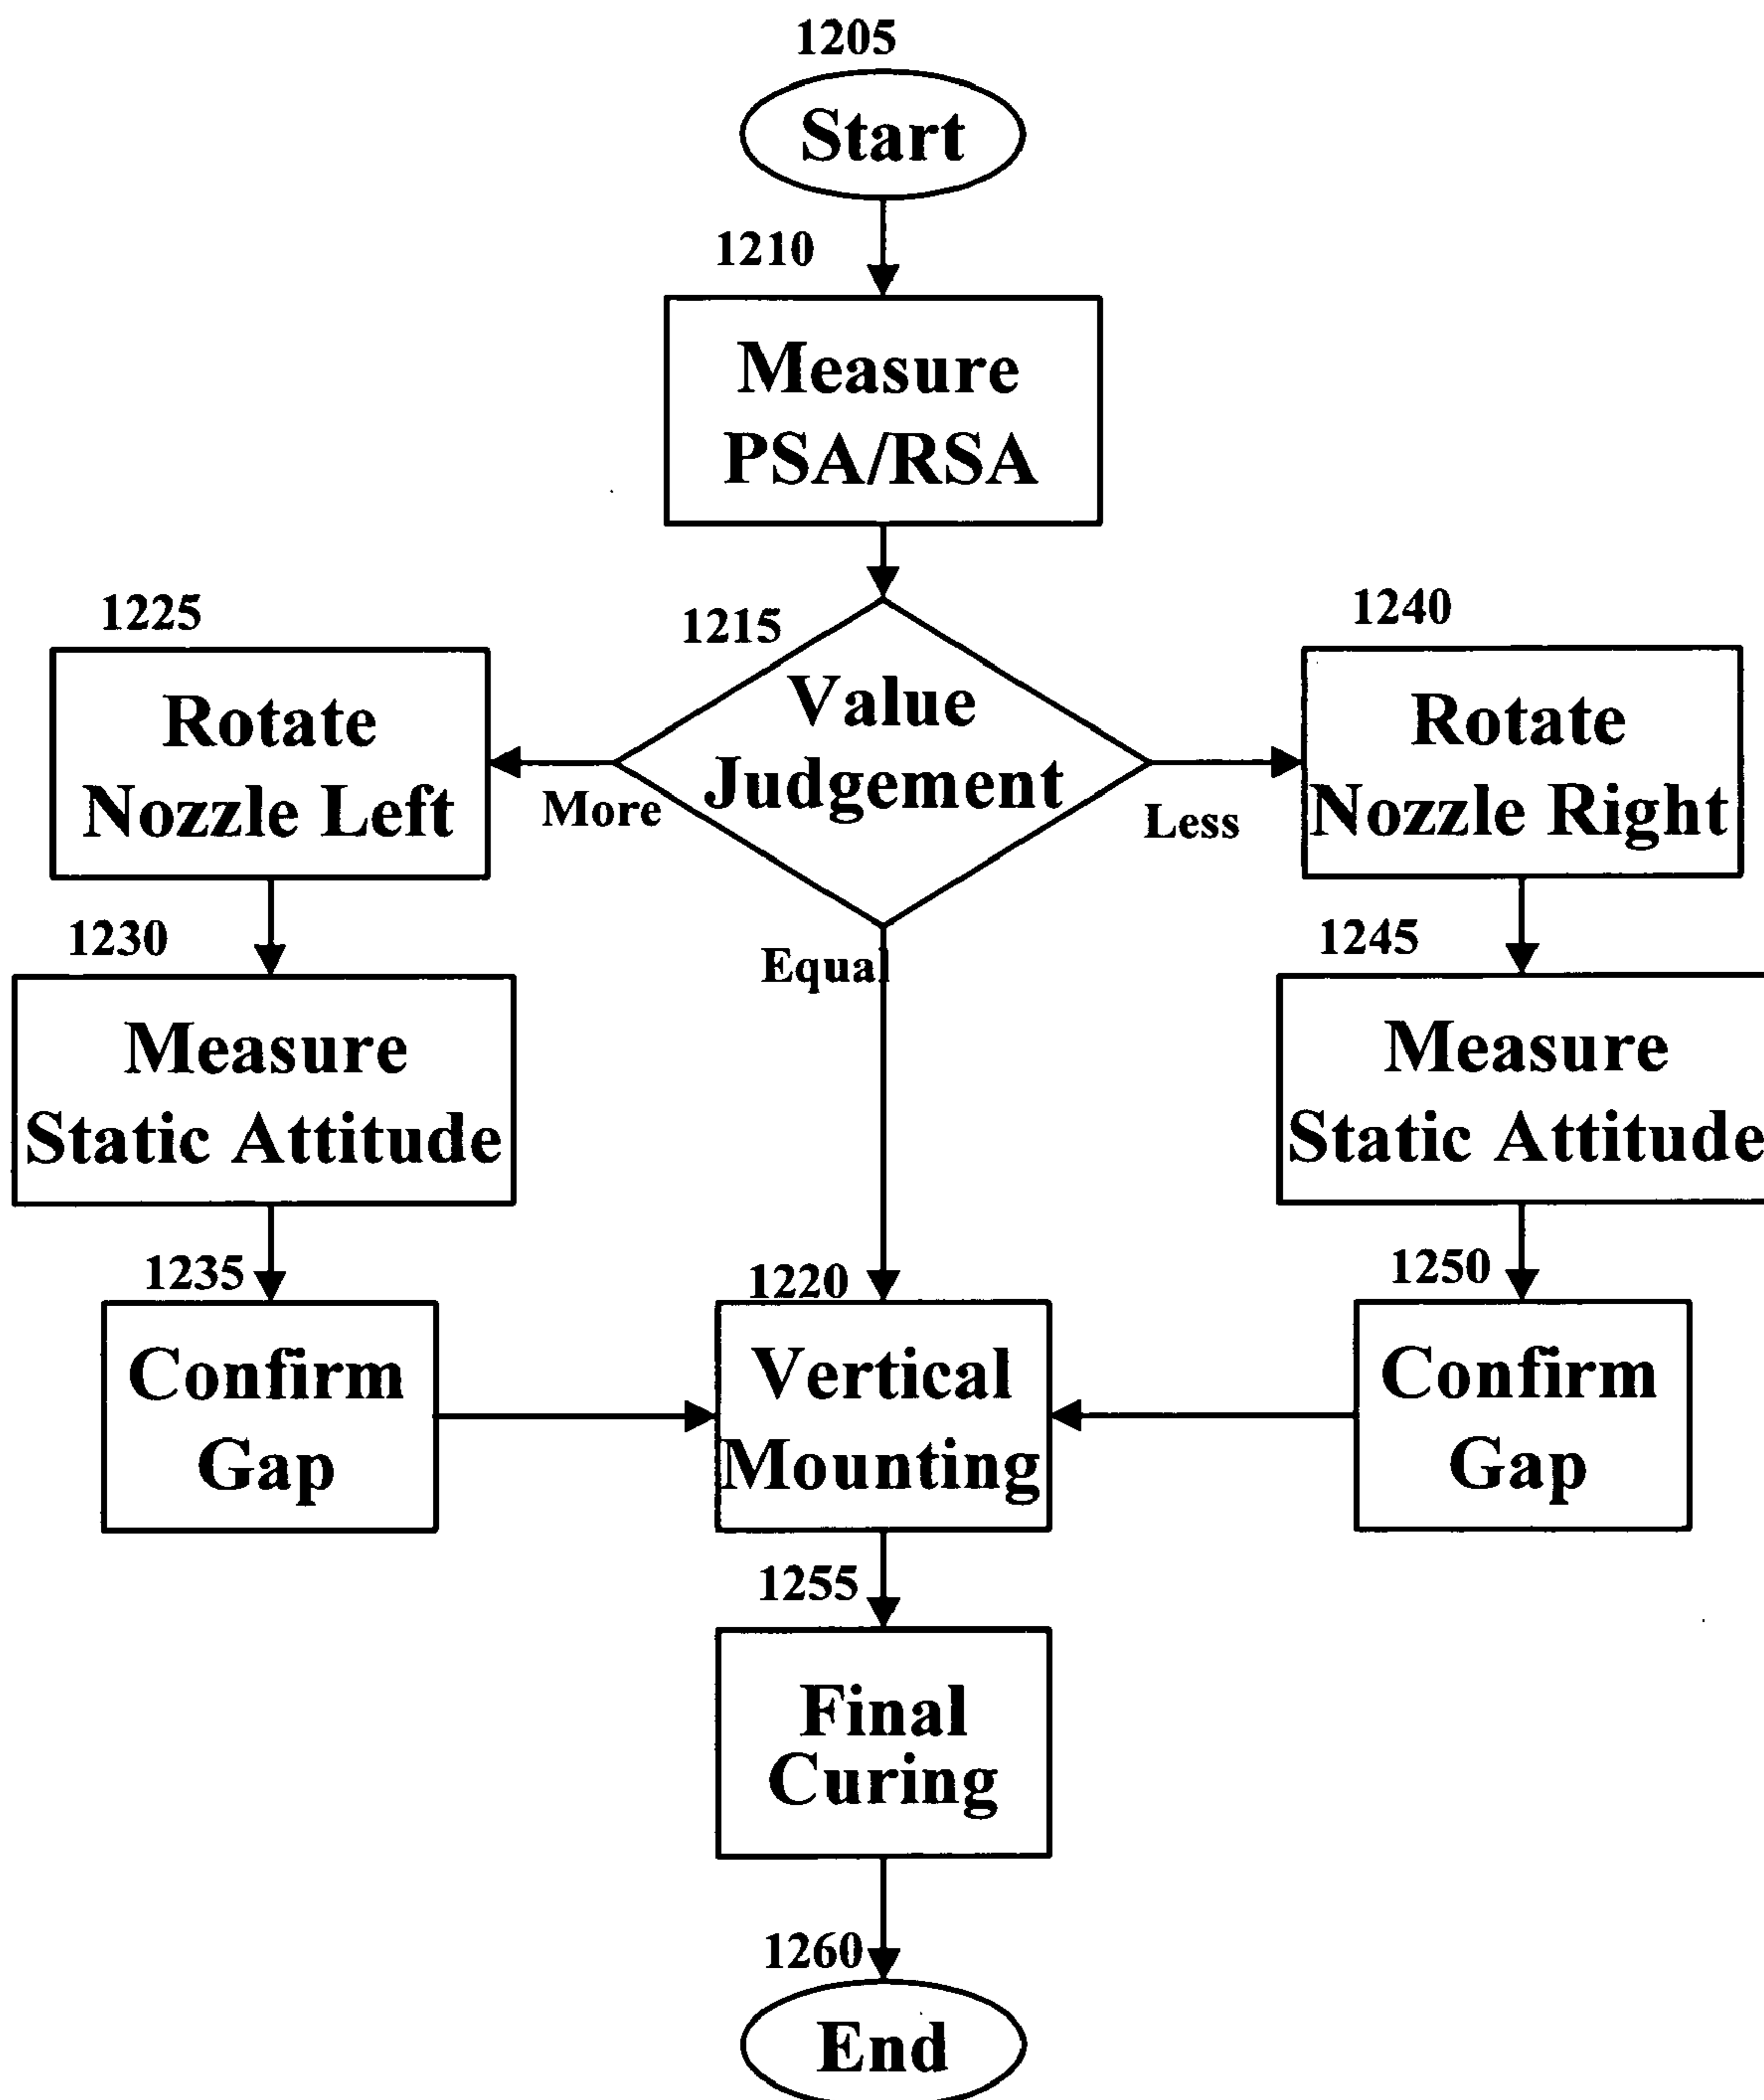 1205
Start
1210
Measure
PSA/RSA
1215
Value
Judgement
More
Less
Equal
1225
Rotate
Nozzle Left
1230
Measure
Static Attitude
1235
Confirm
Gap
1240
Rotate
Nozzle Right
1245
Measure
Static Attitude
1250
Confirm
Gap
1220
Vertical
Mounting
1255
Final
Curing
1260
End